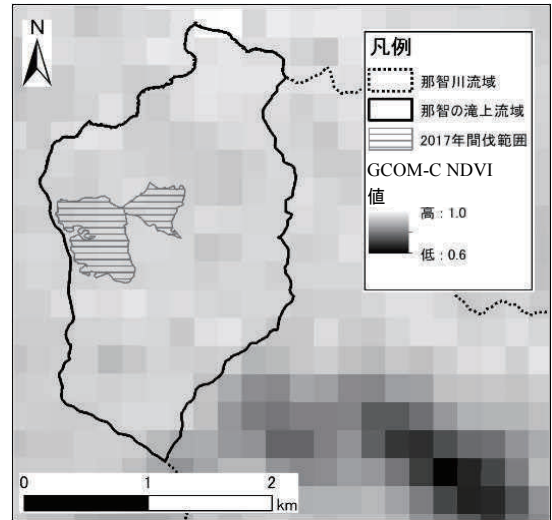 N
凡例
那智川流域
那智の滝上流域
2017年間伐範囲
GCOM-C NDVI
値
高 : 1.0
低 : 0.6
0 1 2
km